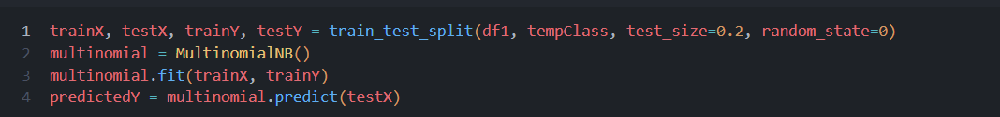 1 trainX, testX, trainY, testY = train_test_split(df1, tempClass, test_size=0.2, random_state=0)
2 multinomial = MultinomialNB()
3 multinomial.fit(trainX, trainY)
4 predictedY = multinomial.predict(testX)